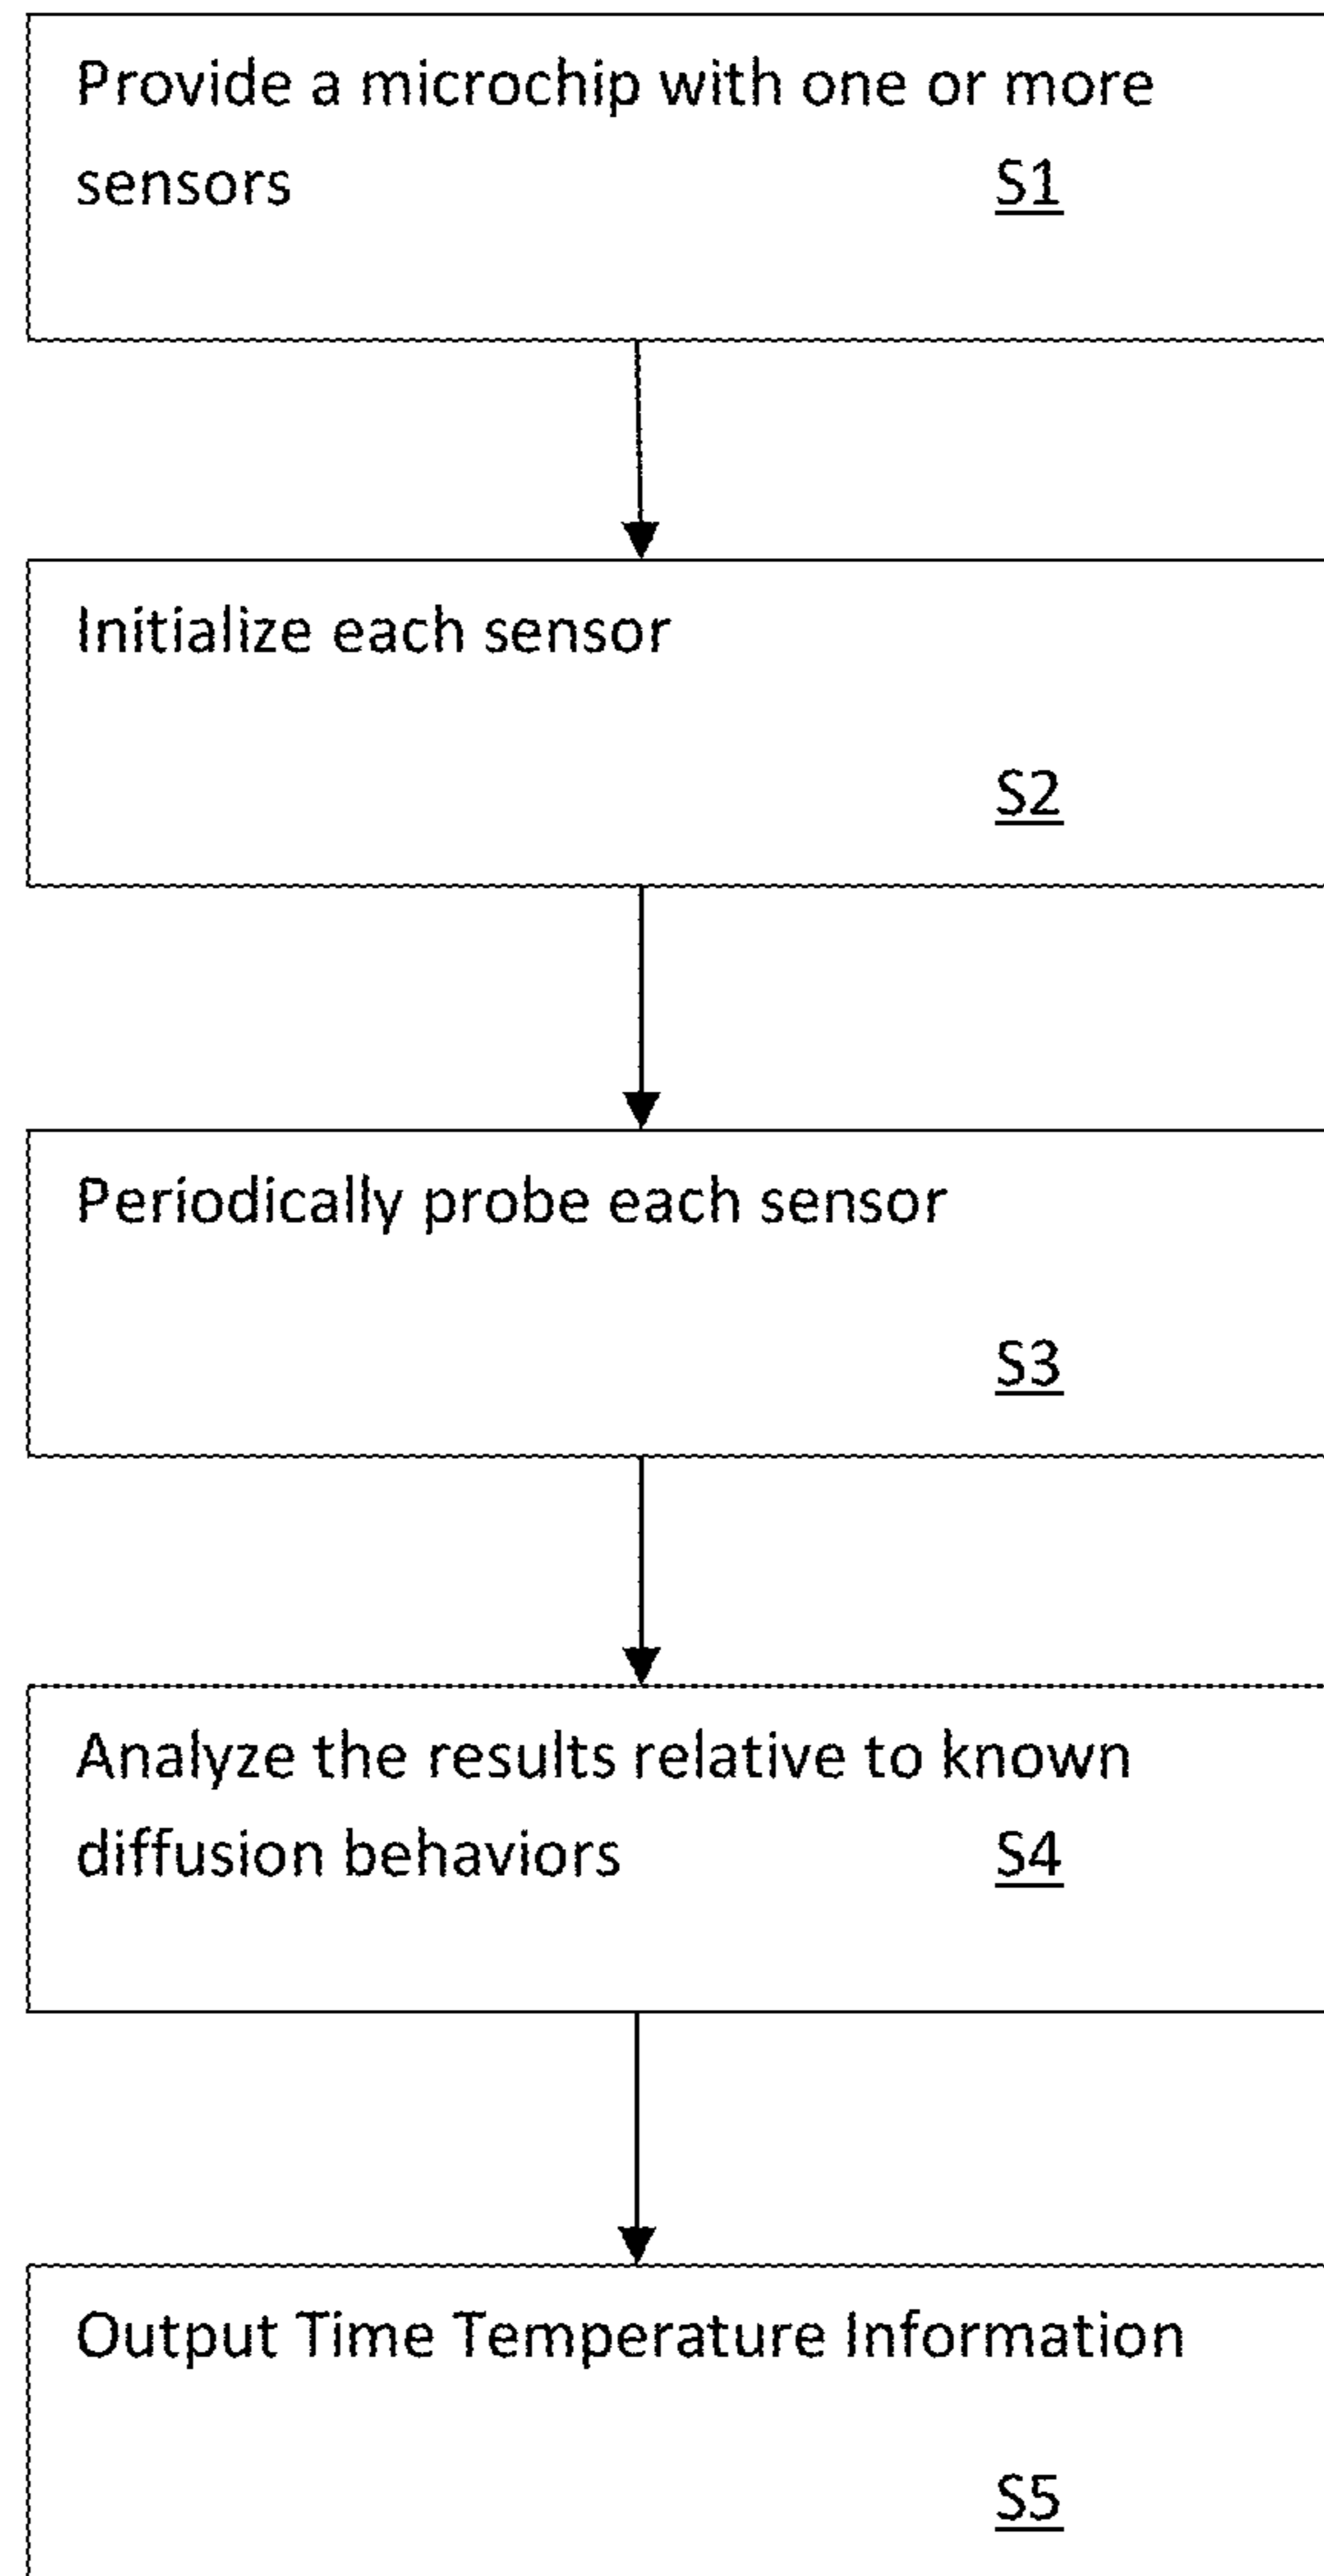 Provide a microchip with one or more
sensors S1
Initialize each sensor
S2
Periodically probe each sensor
S3
Analyze the results relative to known
diffusion behaviors S4
Output Time Temperature Information
S5